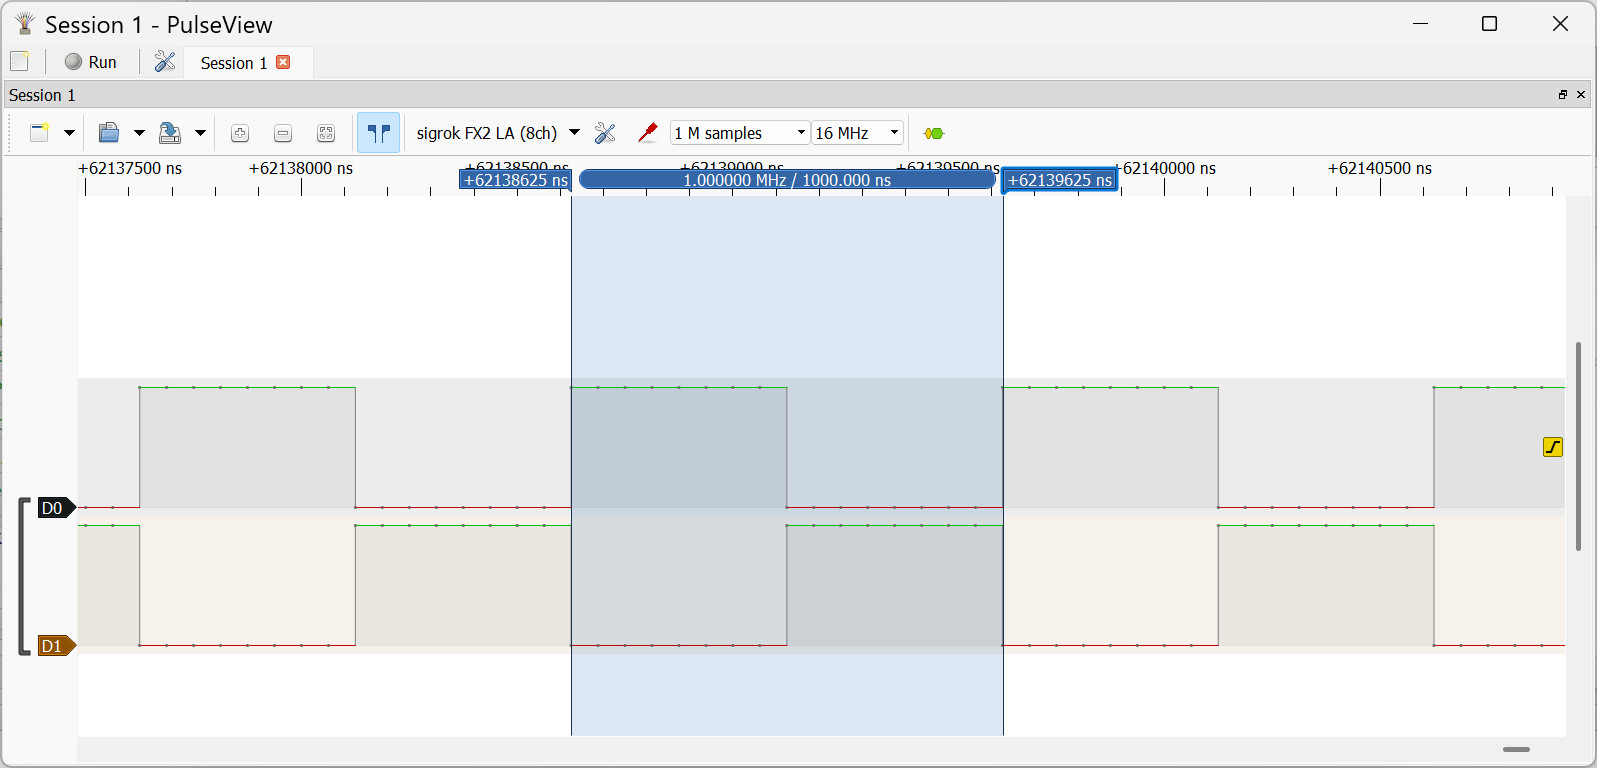 Session 1 - PulseView
Run
Session 1
Session 1
sigrok FX2 LA (8ch)
1 M samples
16 MHz
+62137500 ns +62138000 ns +62138500 ns +62139000 ns +62139500 ns +62140000 ns +62140500 ns
+62138625 ns 1.000000 MHz / 1000.000 ns +62139625 ns
D0
D1